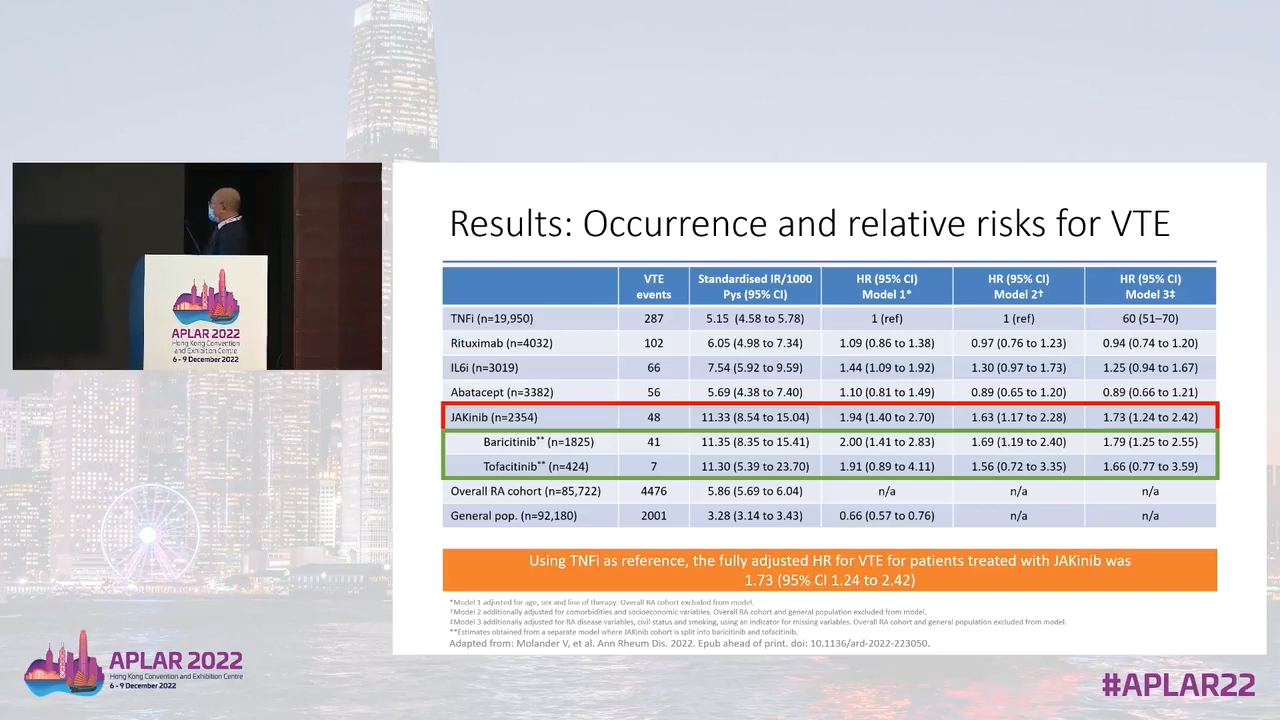 APLAR 2022
Hong Kong Convention
and Exhibition Centre
6 - 9 December 2022
Results: Occurrence and relative risks for VTE
VTE events Standardised IR/1000 Pys (95% CI) HR (95% CI) Model 1* HR (95% CI) Model 2† HR (95% CI) Model 3‡
TNFi (n=19,950) 287 5.15 (4.58 to 5.78) 1 (ref) 1 (ref) 60 (51–70)
Rituximab (n=4032) 102 6.05 (4.98 to 7.34) 1.09 (0.86 to 1.38) 0.97 (0.76 to 1.23) 0.94 (0.74 to 1.20)
IL6i (n=3019) 66 7.54 (5.92 to 9.59) 1.44 (1.09 to 1.92) 1.30 (0.97 to 1.73) 1.25 (0.94 to 1.67)
Abatacept (n=3382) 56 5.69 (4.38 to 7.40) 1.10 (0.81 to 1.49) 0.89 (0.65 to 1.20) 0.89 (0.66 to 1.21)
JAKinib (n=2354) 48 11.33 (8.54 to 15.04) 1.94 (1.40 to 2.70) 1.63 (1.17 to 2.28) 1.73 (1.24 to 2.42)
Baricitinib** (n=1825) 41 11.35 (8.35 to 15.41) 2.00 (1.41 to 2.83) 1.69 (1.19 to 2.40) 1.79 (1.25 to 2.55)
Tofacitinib** (n=424) 7 11.30 (5.39 to 23.70) 1.91 (0.89 to 4.11) 1.56 (0.72 to 3.35) 1.66 (0.77 to 3.59)
Overall RA cohort (n=85,722) 4476 5.86 (5.69 to 6.04) n/a n/a n/a
General pop. (n=92,180) 2001 3.28 (3.14 to 3.43) 0.66 (0.57 to 0.76) n/a n/a
Using TNFi as reference, the fully adjusted HR for VTE for patients treated with JAKinib was
1.73 (95% CI 1.24 to 2.42)
*Model 1 adjusted for age, sex and line of therapy. Overall RA cohort excluded from model.
†Model 2 additionally adjusted for comorbidities and socioeconomic variables. Overall RA cohort and general population excluded from model.
‡Model 3 additionally adjusted for RA disease variables, civil status and smoking, using an indicator for missing variables. Overall RA cohort and general population excluded from model.
**Estimates obtained from a separate model where JAKinib cohort is split into baricitinib and tofacitinib.
Adapted from: Molander V, et al. Ann Rheum Dis. 2022. Epub ahead of print. doi: 10.1136/ard-2022-223050.
APLAR 2022
Hong Kong Convention and Exhibition Centre
6 - 9 December 2022
#APLAR22